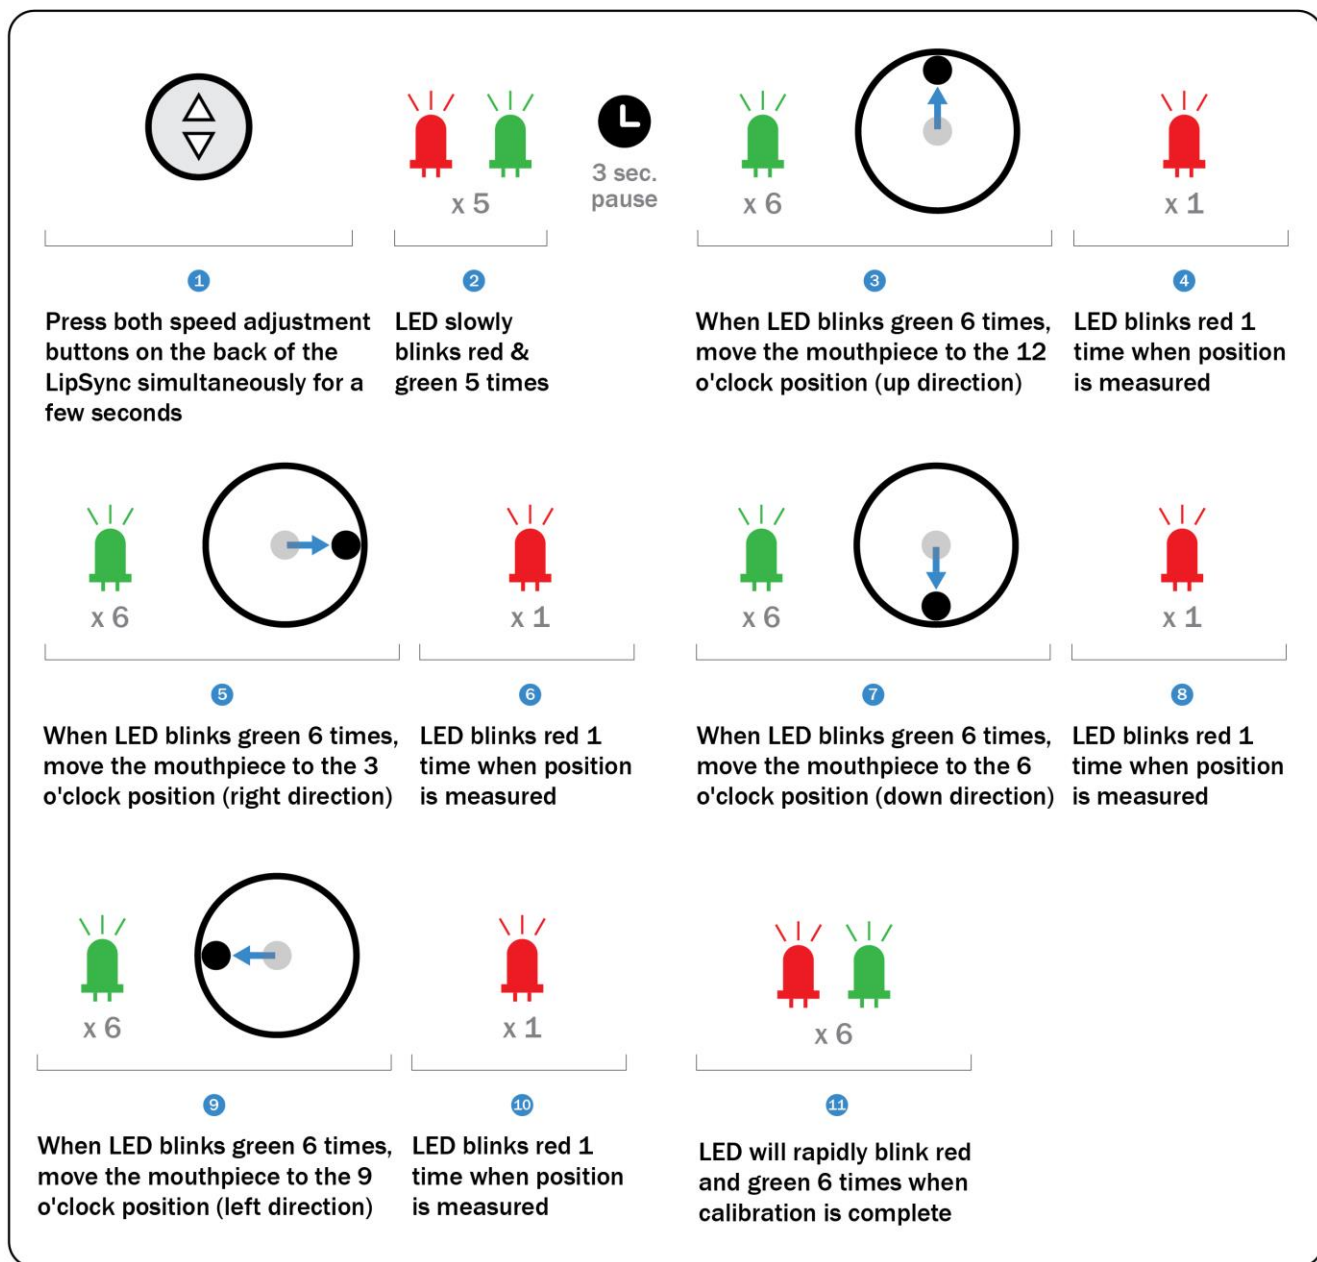 3 sec.
pause
x 5
x 6
x 1
1
Press both speed adjustment
buttons on the back of the
LipSync simultaneously for a
few seconds
2
LED slowly
blinks red &
green 5 times
3
When LED blinks green 6 times,
move the mouthpiece to the 12
o'clock position (up direction)
4
LED blinks red 1
time when position
is measured
x 6
x 1
x 6
x 1
5
When LED blinks green 6 times,
move the mouthpiece to the 3
o'clock position (right direction)
6
LED blinks red 1
time when position
is measured
7
When LED blinks green 6 times,
move the mouthpiece to the 6
o'clock position (down direction)
8
LED blinks red 1
time when position
is measured
x 6
x 1
x 6
9
When LED blinks green 6 times,
move the mouthpiece to the 9
o'clock position (left direction)
10
LED blinks red 1
time when position
is measured
11
LED will rapidly blink red
and green 6 times when
calibration is complete